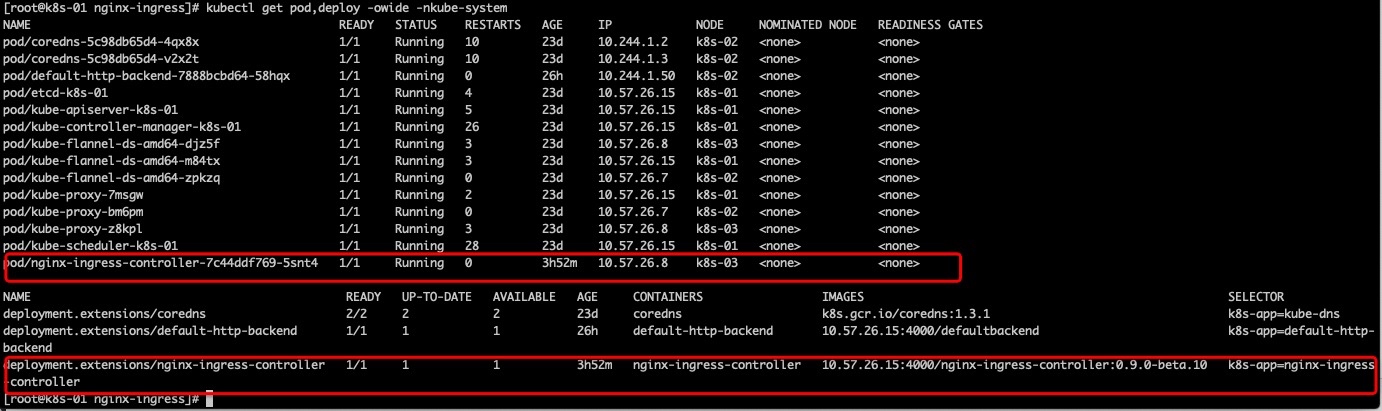 [root@k8s-01 nginx-ingress]# kubectl get pod,deploy -owide -nkube-system
NAME READY STATUS RESTARTS AGE IP NODE NOMINATED NODE READINESS GATES
pod/coredns-5c98db65d4-4qx8x 1/1 Running 10 23d 10.244.1.2 k8s-02 <none> <none>
pod/coredns-5c98db65d4-v2x2t 1/1 Running 10 23d 10.244.1.3 k8s-02 <none> <none>
pod/default-http-backend-7888bcbd64-58hqx 1/1 Running 0 26h 10.244.1.50 k8s-02 <none> <none>
pod/etcd-k8s-01 1/1 Running 4 23d 10.57.26.15 k8s-01 <none> <none>
pod/kube-apiserver-k8s-01 1/1 Running 5 23d 10.57.26.15 k8s-01 <none> <none>
pod/kube-controller-manager-k8s-01 1/1 Running 26 23d 10.57.26.15 k8s-01 <none> <none>
pod/kube-flannel-ds-amd64-djz5f 1/1 Running 3 23d 10.57.26.8 k8s-03 <none> <none>
pod/kube-flannel-ds-amd64-m84tx 1/1 Running 3 23d 10.57.26.15 k8s-01 <none> <none>
pod/kube-flannel-ds-amd64-zpkzq 1/1 Running 0 23d 10.57.26.7 k8s-02 <none> <none>
pod/kube-proxy-7msgw 1/1 Running 2 23d 10.57.26.15 k8s-01 <none> <none>
pod/kube-proxy-bm6pm 1/1 Running 0 23d 10.57.26.7 k8s-02 <none> <none>
pod/kube-proxy-z8kpl 1/1 Running 3 23d 10.57.26.8 k8s-03 <none> <none>
pod/kube-scheduler-k8s-01 1/1 Running 28 23d 10.57.26.15 k8s-01 <none> <none>
pod/nginx-ingress-controller-7c44ddf769-5snt4 1/1 Running 0 3h52m 10.57.26.8 k8s-03 <none> <none>
NAME READY UP-TO-DATE AVAILABLE AGE CONTAINERS IMAGES SELECTOR
deployment.extensions/coredns 2/2 2 2 23d coredns k8s.gcr.io/coredns:1.3.1 k8s-app=kube-dns
deployment.extensions/default-http-backend 1/1 1 1 26h default-http-backend 10.57.26.15:4000/defaultbackend k8s-app=default-http-
backend
deployment.extensions/nginx-ingress-controller 1/1 1 1 3h52m nginx-ingress-controller 10.57.26.15:4000/nginx-ingress-controller:0.9.0-beta.10 k8s-app=nginx-ingress
-controller
[root@k8s-01 nginx-ingress]#